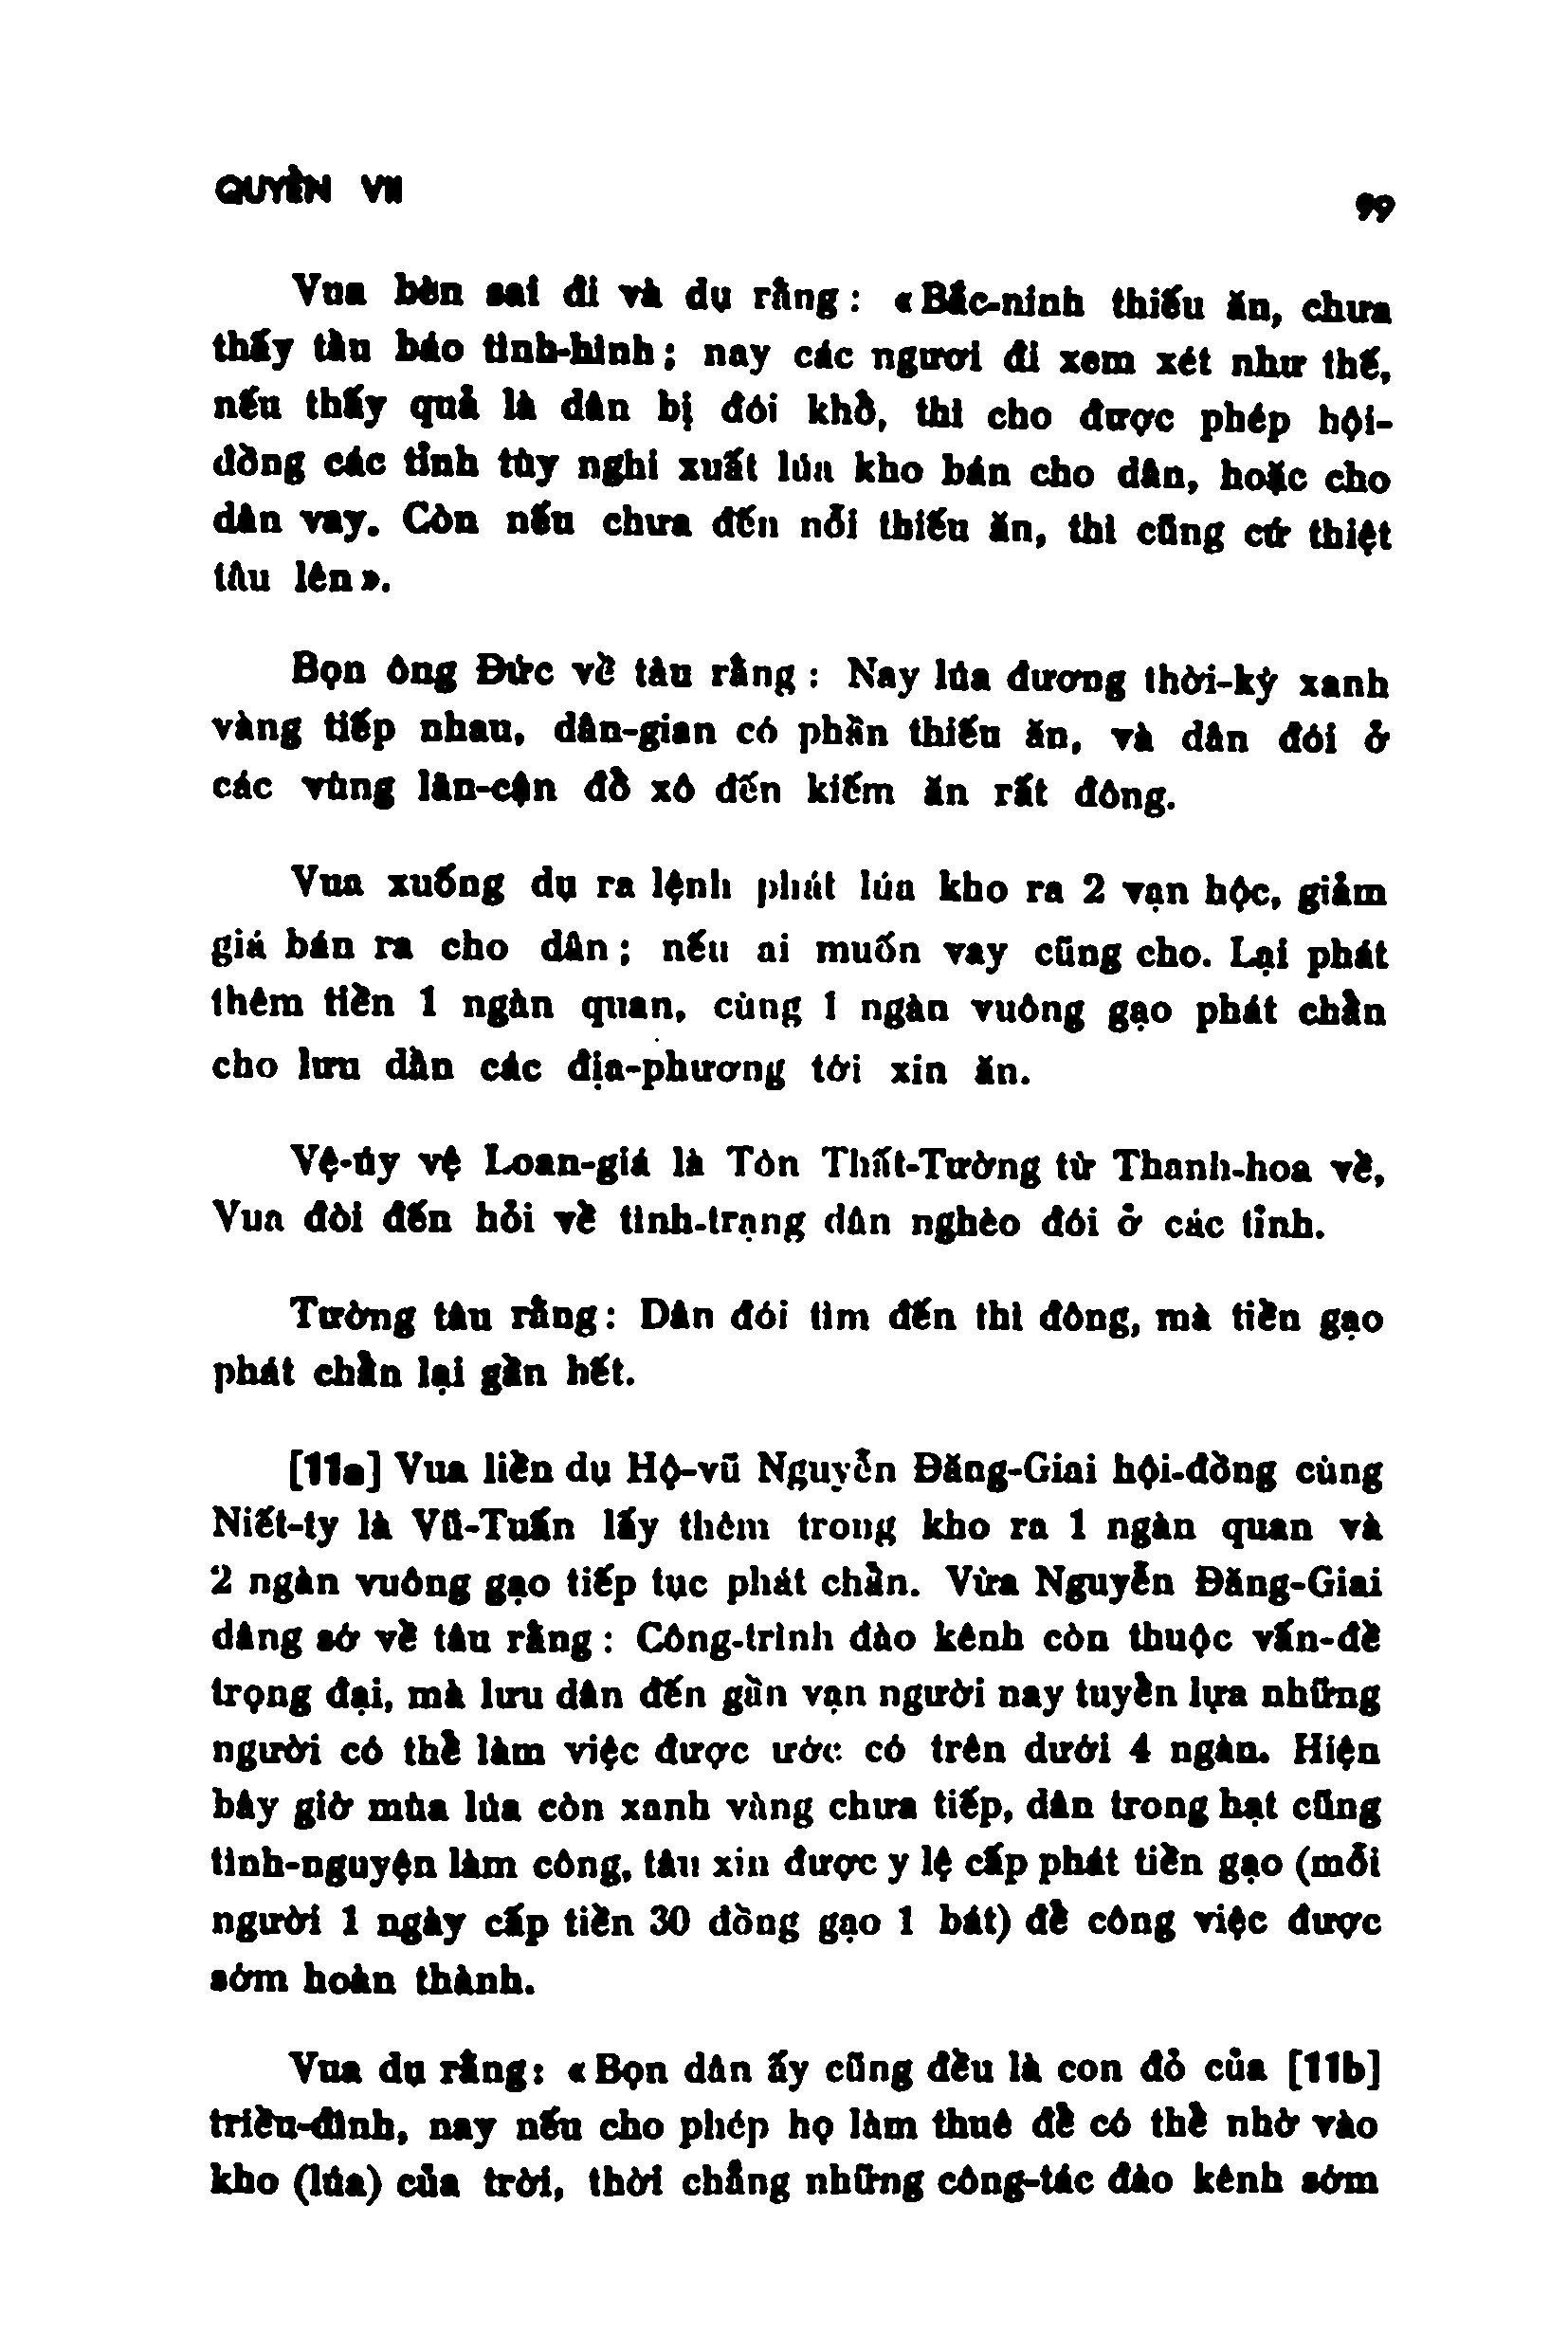 QUYỂN VII
99
Vua bèn sai đi và dụ rằng : «Bắc-ninh thiếu ăn, chưa
thấy tàu báo tình-hình ; nay các ngươi đi xem xét như thế,
nếu thấy quả là dân bị đói khổ, thì cho được phép hội-
đồng các tỉnh tùy nghi xuất lúa kho bán cho dân, hoặc cho
dân vay. Còn nếu chưa đến nỗi thiếu ăn, thì cũng cứ thiệt
tâu lên».
Bọn ông Đức về tâu rằng : Nay lúa đương thời-kỳ xanh
vàng tiếp nhau, dân-gian có phần thiếu ăn, và dân đói ở
các vùng lân-cận đổ xô đến kiếm ăn rất đông.
Vua xuống dụ ra lệnh phát lúa kho ra 2 vạn hộc, giảm
giá bán ra cho dân ; nếu ai muốn vay cũng cho. Lại phát
thêm tiền 1 ngàn quan, cùng 1 ngàn vuông gạo phát chẩn
cho lưu dân các địa-phương tới xin ăn.
Vệ-úy vệ Loan-giá là Tôn Thất-Tường từ Thanh-hoa về,
Vua đòi đến hỏi về tình-trạng dân nghèo đói ở các tỉnh.
Tường tâu rằng : Dân đói tìm đến thì đông, mà tiền gạo
phát chẩn lại gần hết.
[11a] Vua liền dụ Hộ-vũ Nguyễn Đăng-Giai hội-đồng cùng
Niết-ty là Vũ-Tuấn lấy thêm trong kho ra 1 ngàn quan và
2 ngàn vuông gạo tiếp tục phát chẩn. Vừa Nguyễn Đăng-Giai
dâng sớ về tâu rằng : Công-trình đào kênh còn thuộc vấn-đề
trọng đại, mà lưu dân đến gần vạn người nay tuyển lựa những
người có thể làm việc được ước có trên dưới 4 ngàn. Hiện
bây giờ mùa lúa còn xanh vàng chưa tiếp, dân trong hạt cũng
tình-nguyện làm công, tâu xin được y lệ cấp phát tiền gạo (mỗi
người 1 ngày cấp tiền 30 đồng gạo 1 bát) để công việc được
sớm hoàn thành.
Vua dụ rằng : «Bọn dân ấy cũng đều là con đỏ của [11b]
triều-đình, nay nếu cho phép họ làm thuê để có thể nhờ vào
kho (lúa) của trời, thời chẳng những công-tác đào kênh sớm